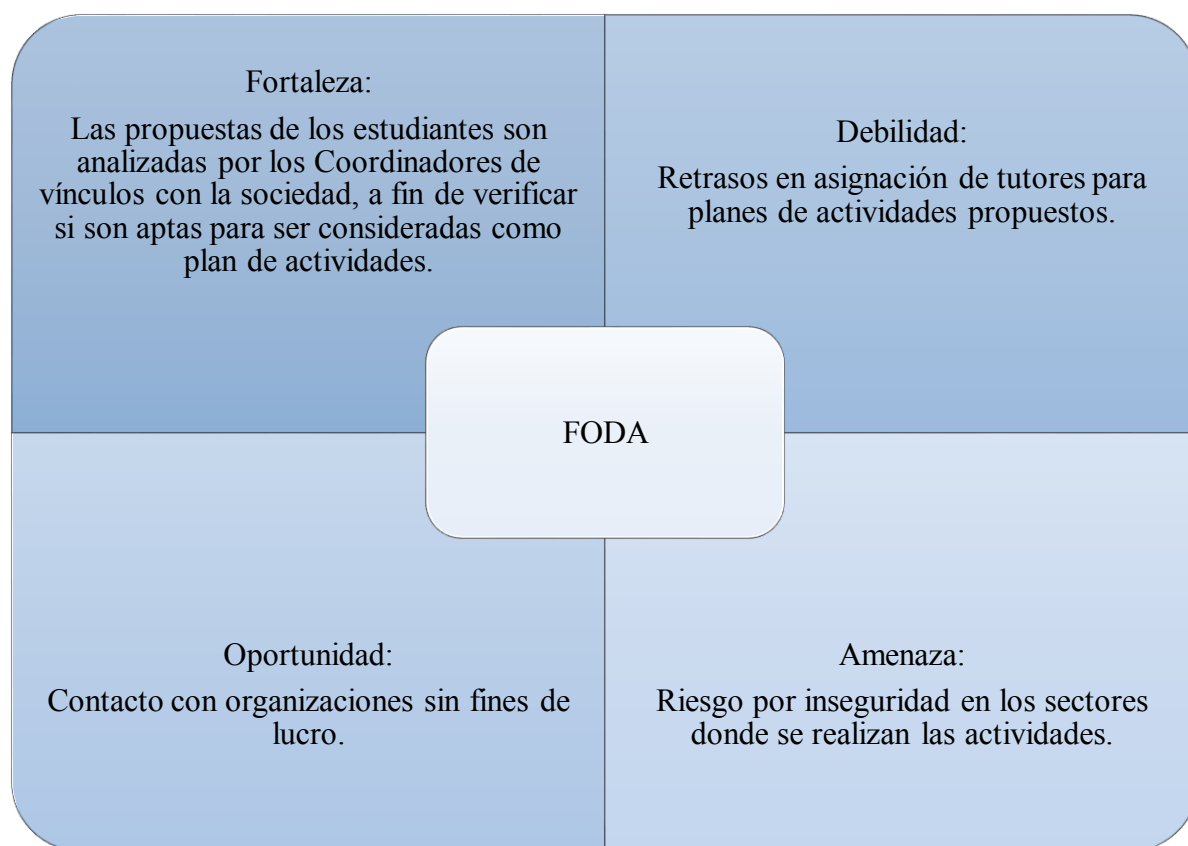 Fortaleza:
Las propuestas de los estudiantes son
analizadas por los Coordinadores de
vínculos con la sociedad, a fin de verificar
si son aptas para ser consideradas como
plan de actividades.
Debilidad:
Retrasos en asignación de tutores para
planes de actividades propuestos.
FODA
Oportunidad:
Contacto con organizaciones sin fines de
lucro.
Amenaza:
Riesgo por inseguridad en los sectores
donde se realizan las actividades.